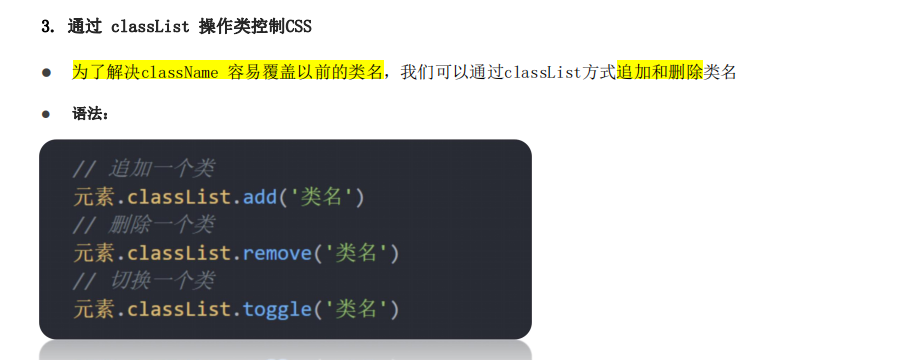 3. 通过 classList 操作类控制CSS
● 为了解决className 容易覆盖以前的类名，我们可以通过classList方式追加和删除类名
● 语法：
// 追加一个类
元素.classList.add('类名')
// 删除一个类
元素.classList.remove('类名')
// 切换一个类
元素.classList.toggle('类名')